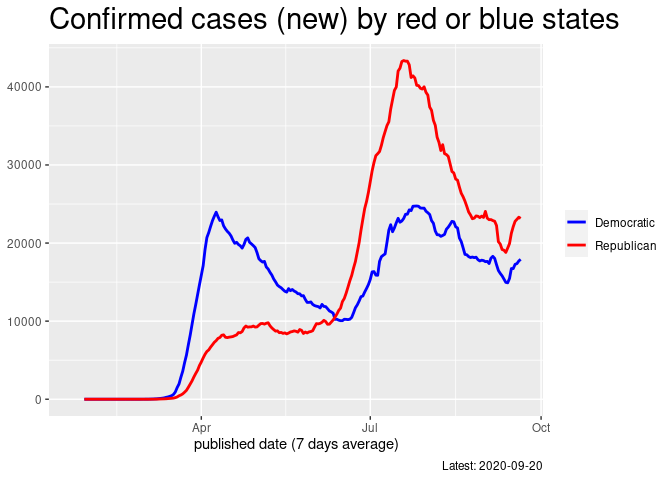 Confirmed cases (new) by red or blue states
40000
30000
20000
10000
0
Apr
Jul
Oct
published date (7 days average)
Democratic
Republican
Latest: 2020-09-20